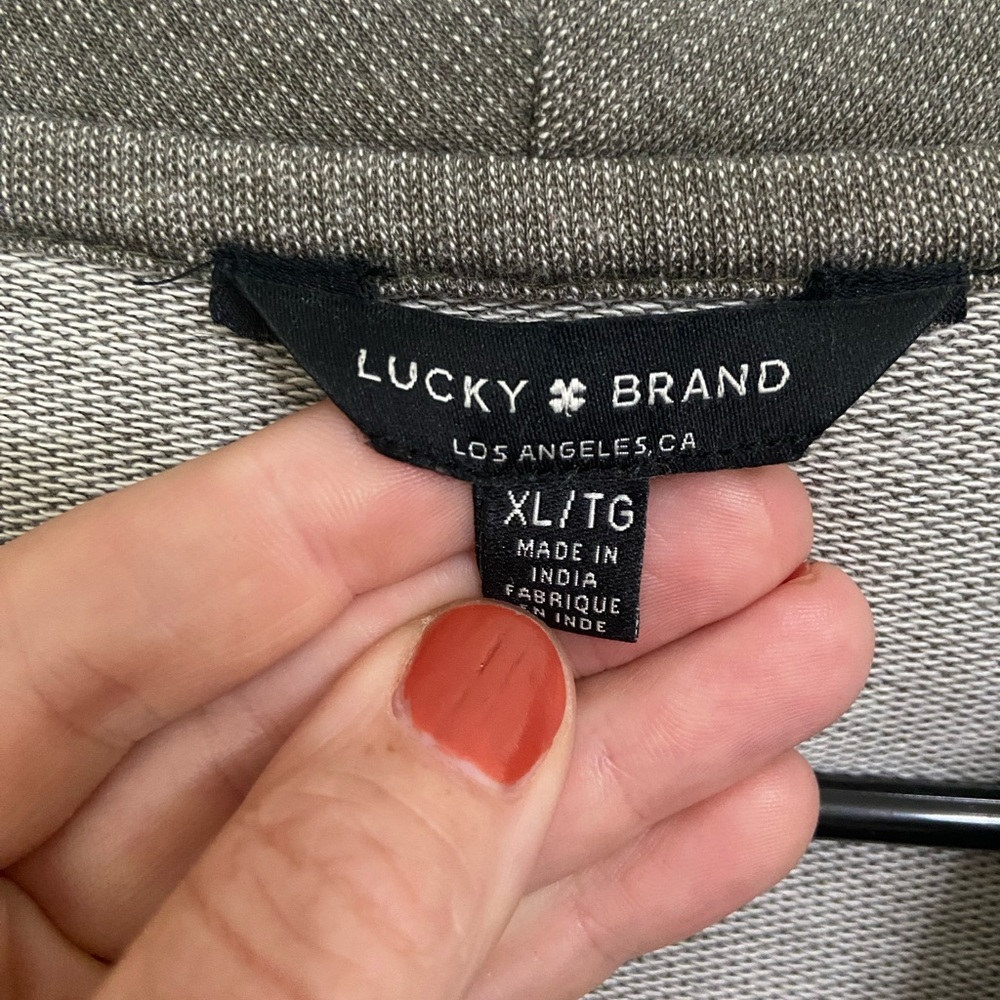 LUCKY BRAND
LOS ANGELES, CA
XL/TG
MADE IN
INDIA
FABRIQUE
EN INDE